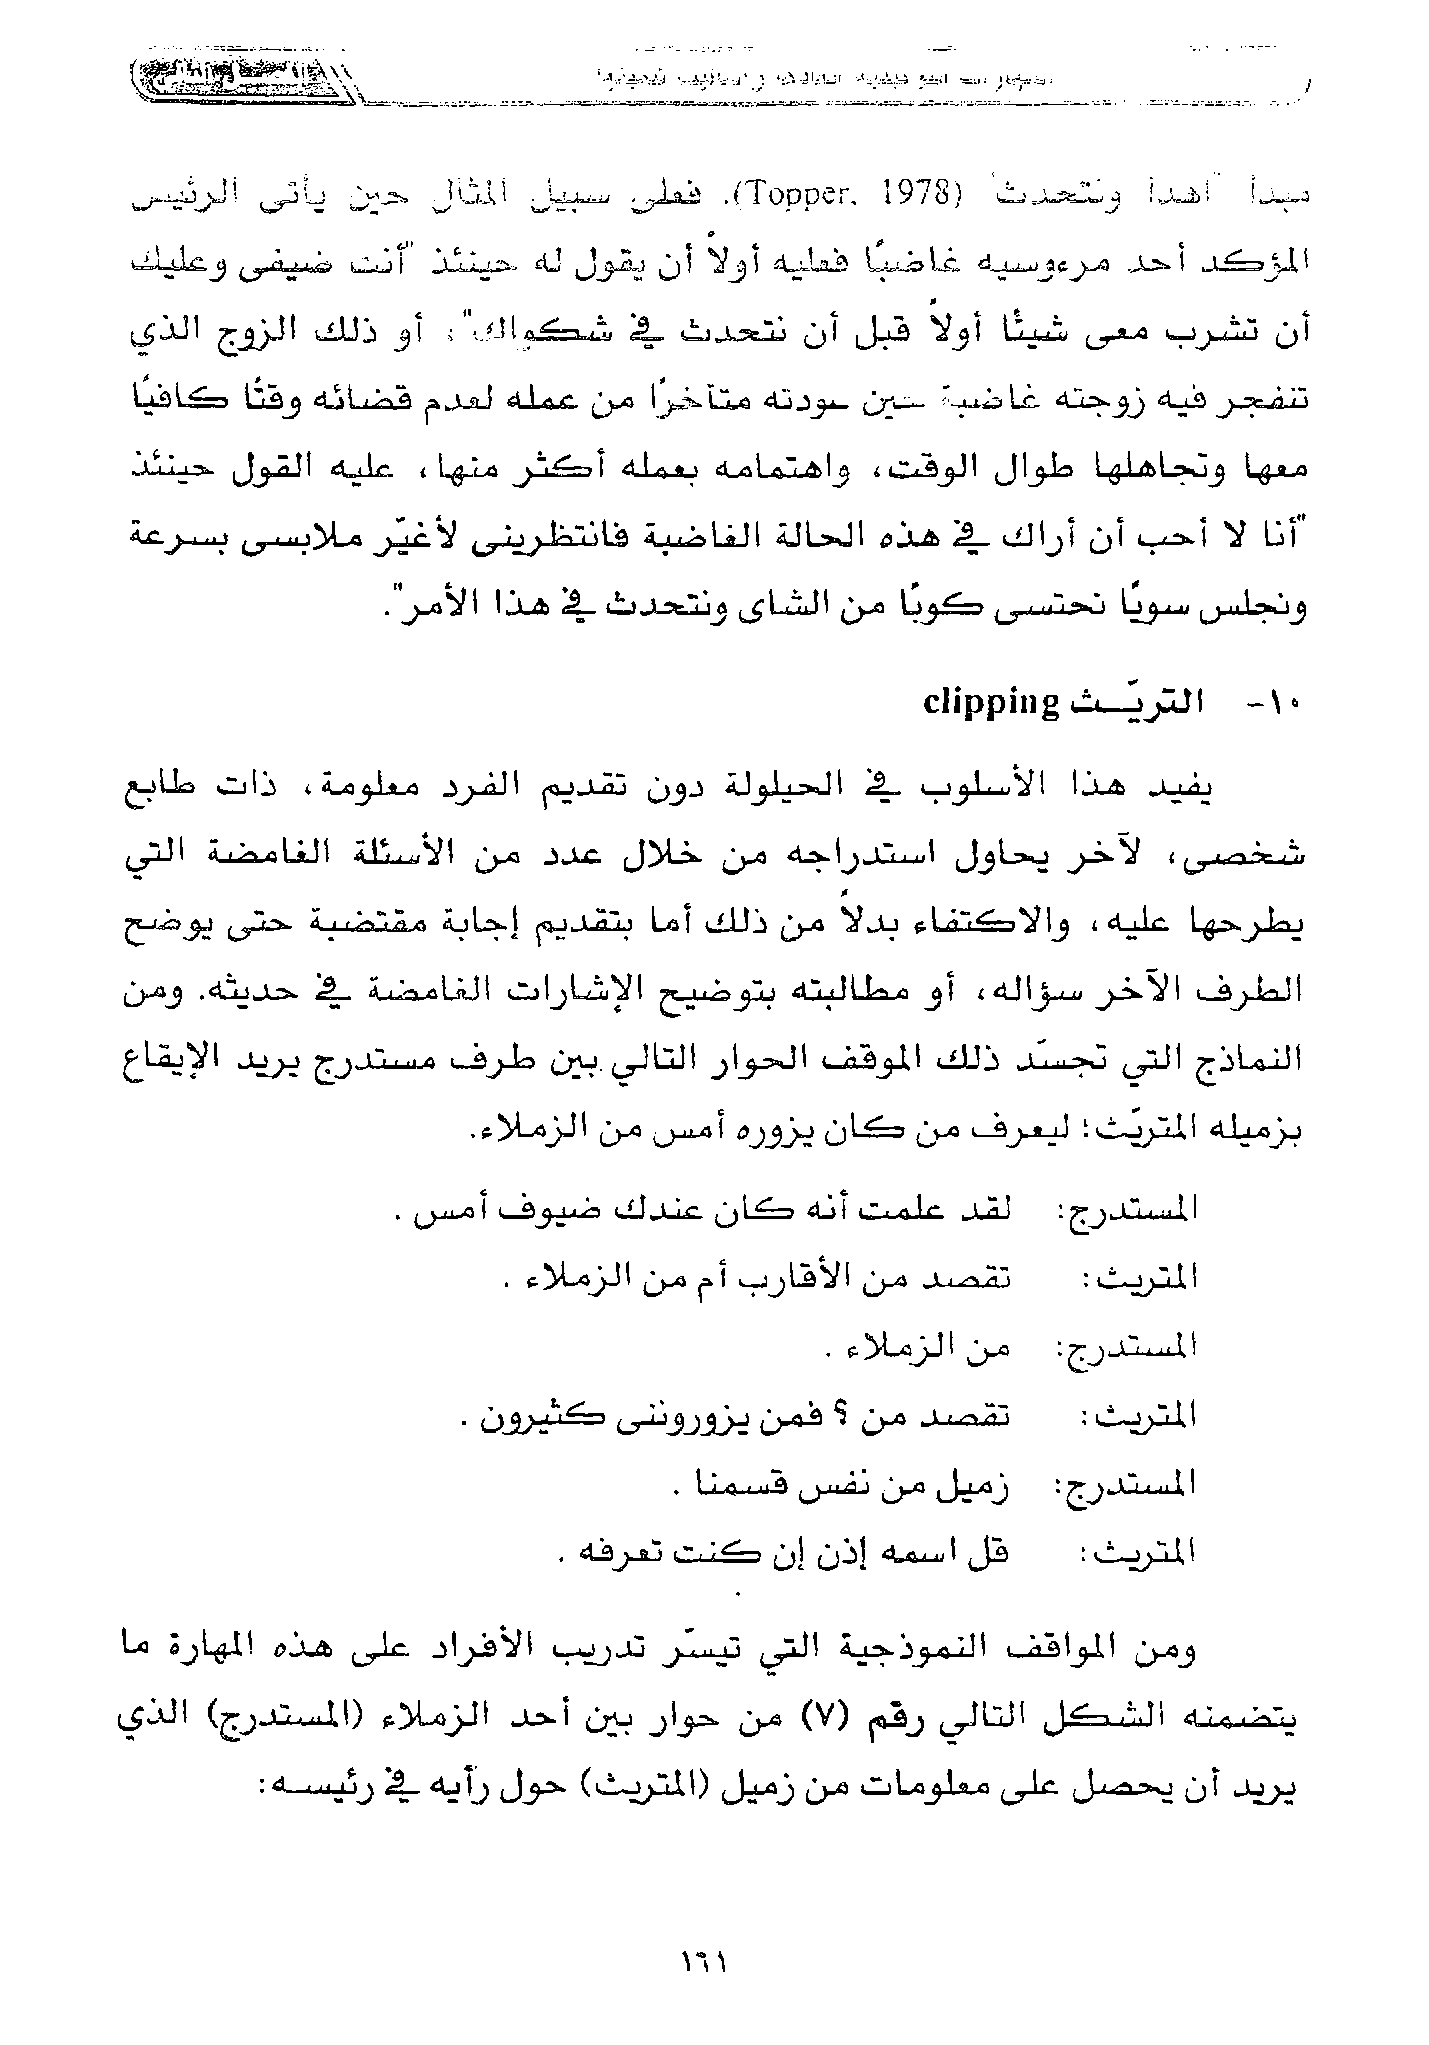 مبدأ "اهدأ ونتحدث" (Topper, 1978). فعلى سبيل المثال حين يأتى الرئيس
المؤكد أحد مرءوسيه غاضبًا فعليه أولاً أن يقول له حينئذ "أنت ضيفى وعليك
أن تشرب معى شيئًا أولاً قبل أن نتحدث في شكواك"، أو ذلك الزوج الذي
تنفجر فيه زوجته غاضبة حين عودته متأخرًا من عمله لعدم قضائه وقتًا كافيًا
معها وتجاهلها طوال الوقت، واهتمامه بعمله أكثر منها، عليه القول حينئذ
"أنا لا أحب أن أراك في هذه الحالة الغاضبة فانتظرينى لأغيّر ملابسى بسرعة
ونجلس سويًا نحتسى كوبًا من الشاى ونتحدث في هذا الأمر".
١٠- التريّث clipping
يفيد هذا الأسلوب في الحيلولة دون تقديم الفرد معلومة، ذات طابع
شخصى، لآخر يحاول استدراجه من خلال عدد من الأسئلة الغامضة التي
يطرحها عليه، والاكتفاء بدلاً من ذلك أما بتقديم إجابة مقتضبة حتى يوضح
الطرف الآخر سؤاله، أو مطالبته بتوضيح الإشارات الغامضة في حديثه. ومن
النماذج التي تجسّد ذلك الموقف الحوار التالي بين طرف مستدرج يريد الإيقاع
بزميله المتريّث؛ ليعرف من كان يزوره أمس من الزملاء.
المستدرج: لقد علمت أنه كان عندك ضيوف أمس .
المتريث: تقصد من الأقارب أم من الزملاء .
المستدرج: من الزملاء .
المتريث: تقصد من ؟ فمن يزوروننى كثيرون .
المستدرج: زميل من نفس قسمنا .
المتريث: قل اسمه إذن إن كنت تعرفه .
ومن المواقف النموذجية التي تيسّر تدريب الأفراد على هذه المهارة ما
يتضمنه الشكل التالي رقم (٧) من حوار بين أحد الزملاء (المستدرج) الذي
يريد أن يحصل على معلومات من زميل (المتريث) حول رأيه في رئيسه:
١٦١